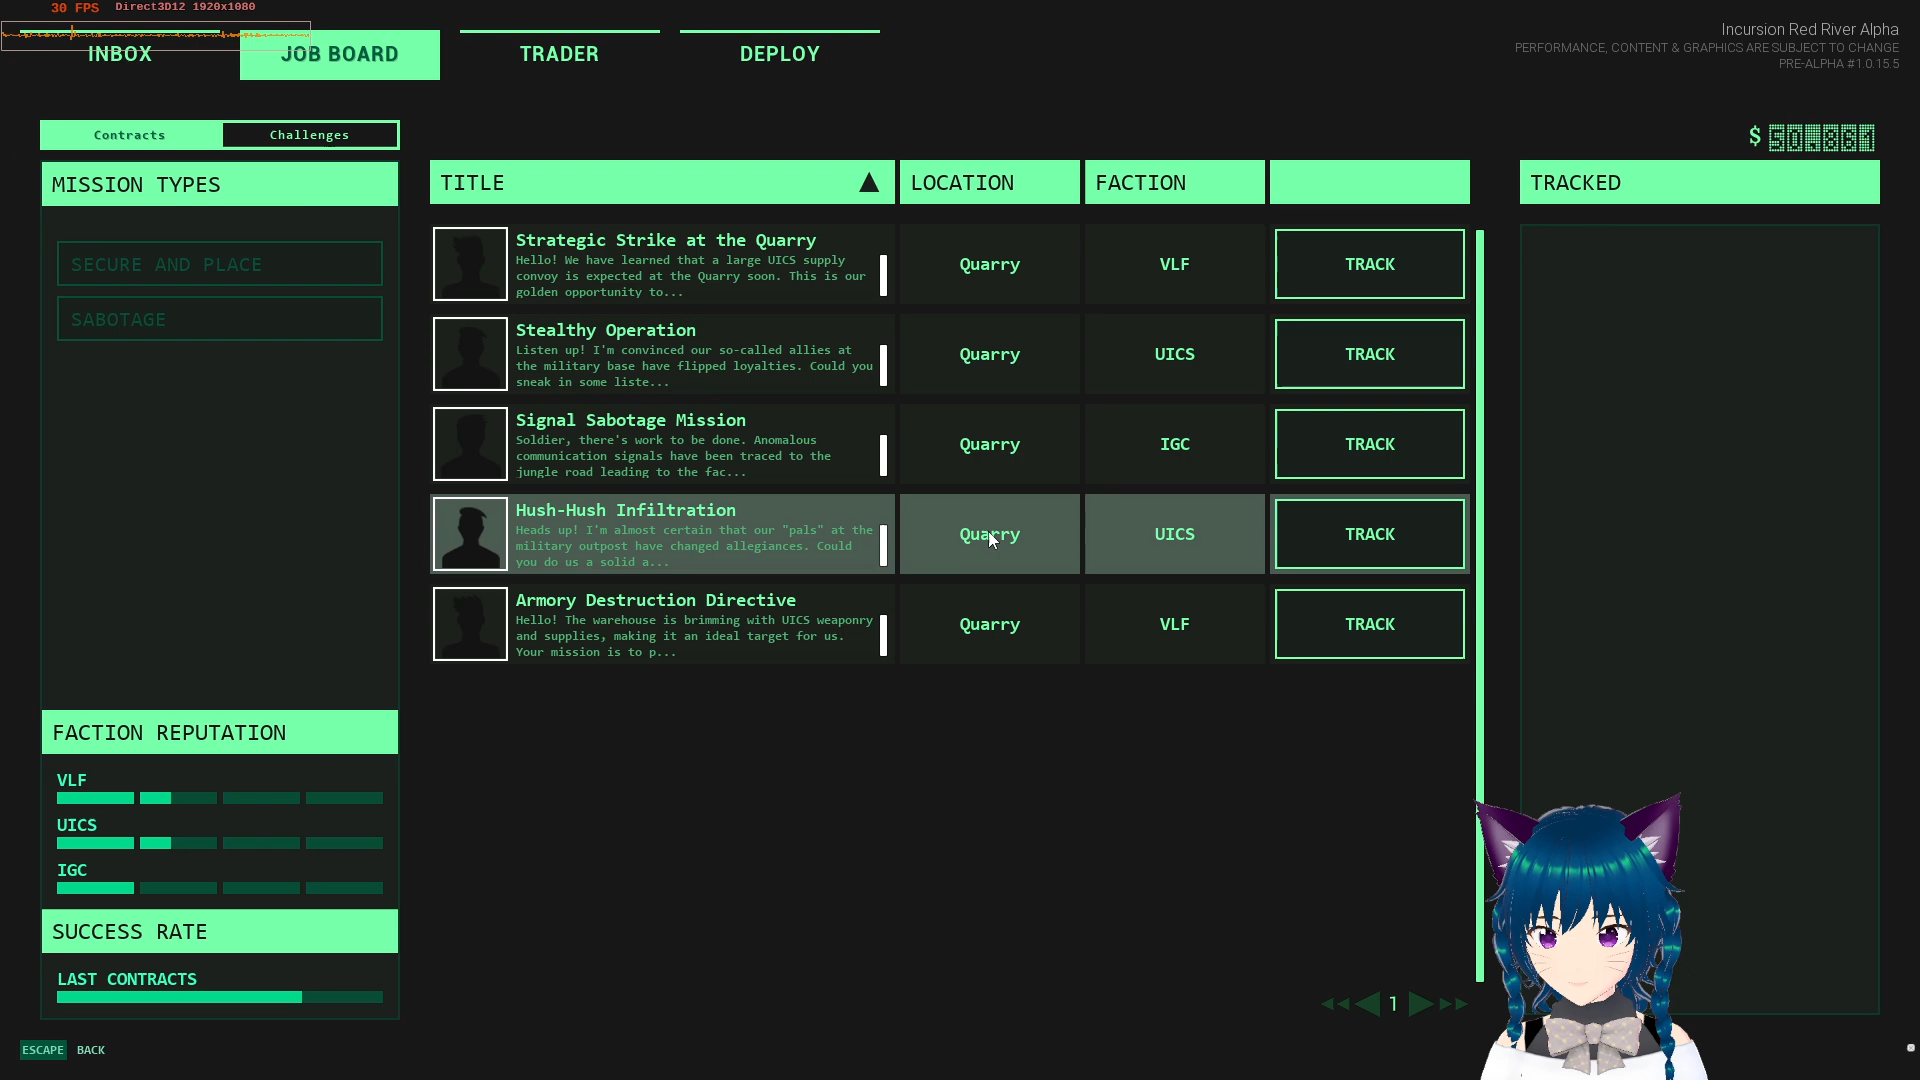 30 FPS
Direct3D12 1920x1080
INBOX
JOB BOARD
TRADER
DEPLOY
Incursion Red River Alpha
PERFORMANCE, CONTENT & GRAPHICS ARE SUBJECT TO CHANGE
PRE-ALPHA #1.0.15.5
Contracts
Challenges
$
MISSION TYPES
SECURE AND PLACE
SABOTAGE
TITLE
LOCATION
FACTION
TRACKED
Strategic Strike at the Quarry
Hello! We have learned that a large UICS supply
convoy is expected at the Quarry soon. This is our
golden opportunity to...
Quarry
VLF
TRACK
Stealthy Operation
Listen up! I'm convinced our so-called allies at
the military base have flipped loyalties. Could you
sneak in some liste...
Quarry
UICS
TRACK
Signal Sabotage Mission
Soldier, there's work to be done. Anomalous
communication signals have been traced to the
jungle road leading to the fac...
Quarry
IGC
TRACK
Hush-Hush Infiltration
Heads up! I'm almost certain that our "pals" at the
military outpost have changed allegiances. Could
you do us a solid a...
Quarry
UICS
TRACK
Armory Destruction Directive
Hello! The warehouse is brimming with UICS weaponry
and supplies, making it an ideal target for us.
Your mission is to p...
Quarry
VLF
TRACK
FACTION REPUTATION
VLF
UICS
IGC
SUCCESS RATE
LAST CONTRACTS
1
ESCAPE BACK